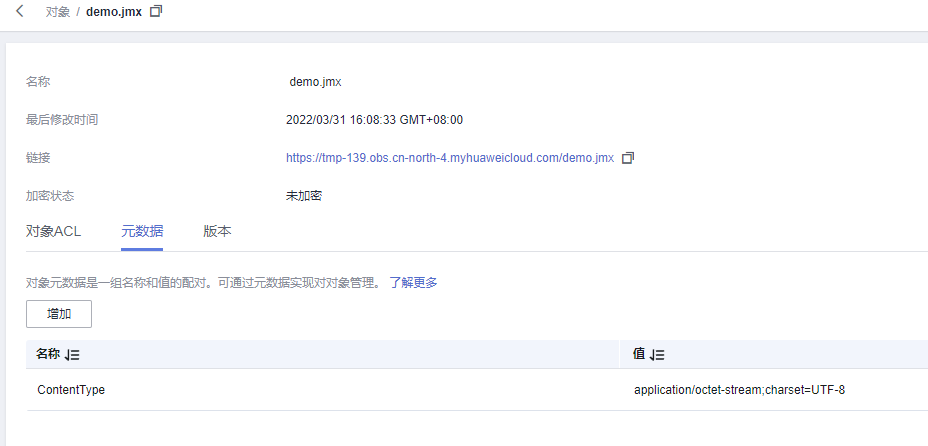 对象 / demo.jmx
名称 demo.jmx
最后修改时间 2022/03/31 16:08:33 GMT+08:00
链接 https://tmp-139.obs.cn-north-4.myhuaweicloud.com/demo.jmx
加密状态 未加密
对象ACL 元数据 版本
对象元数据是一组名称和值的配对。可通过元数据实现对对象管理。 了解更多
增加
名称 值
ContentType application/octet-stream;charset=UTF-8